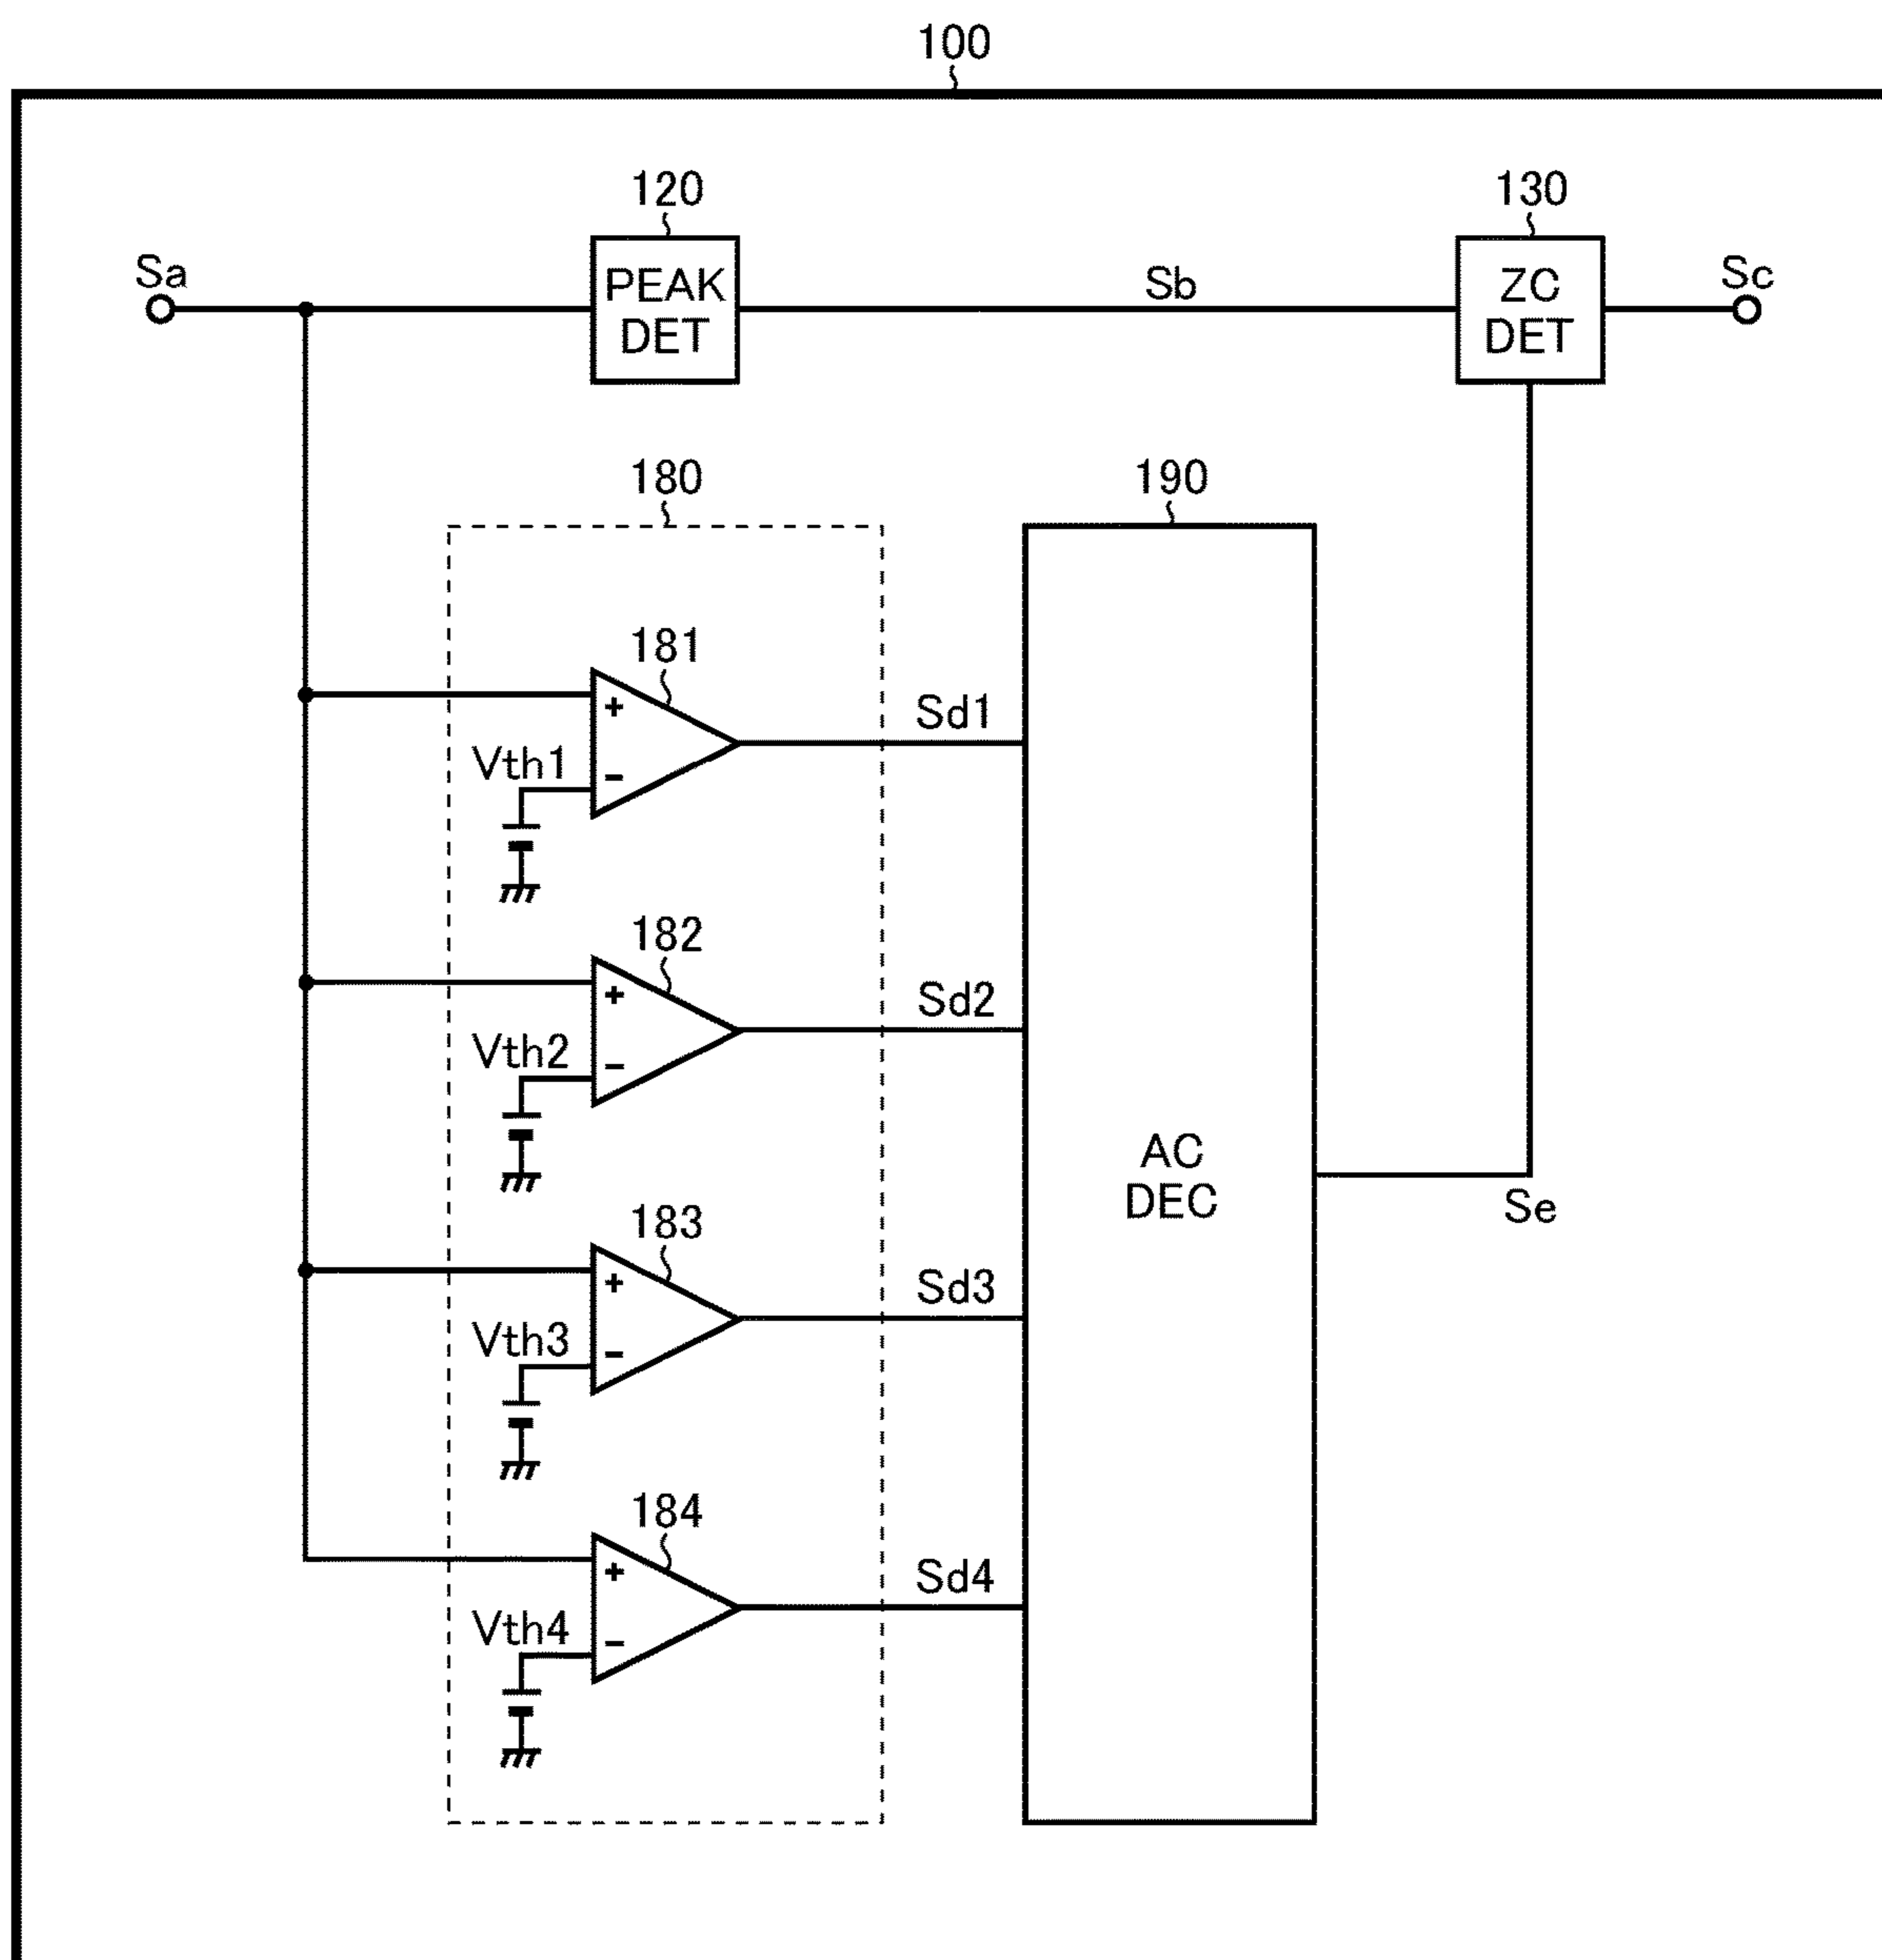 100
120
130
Sa
PEAK
DET
Sb
ZC
DET
Sc
180
190
181
+
-
Vth1
Sd1
182
+
-
Vth2
Sd2
AC
DEC
Se
183
+
-
Vth3
Sd3
184
+
-
Vth4
Sd4